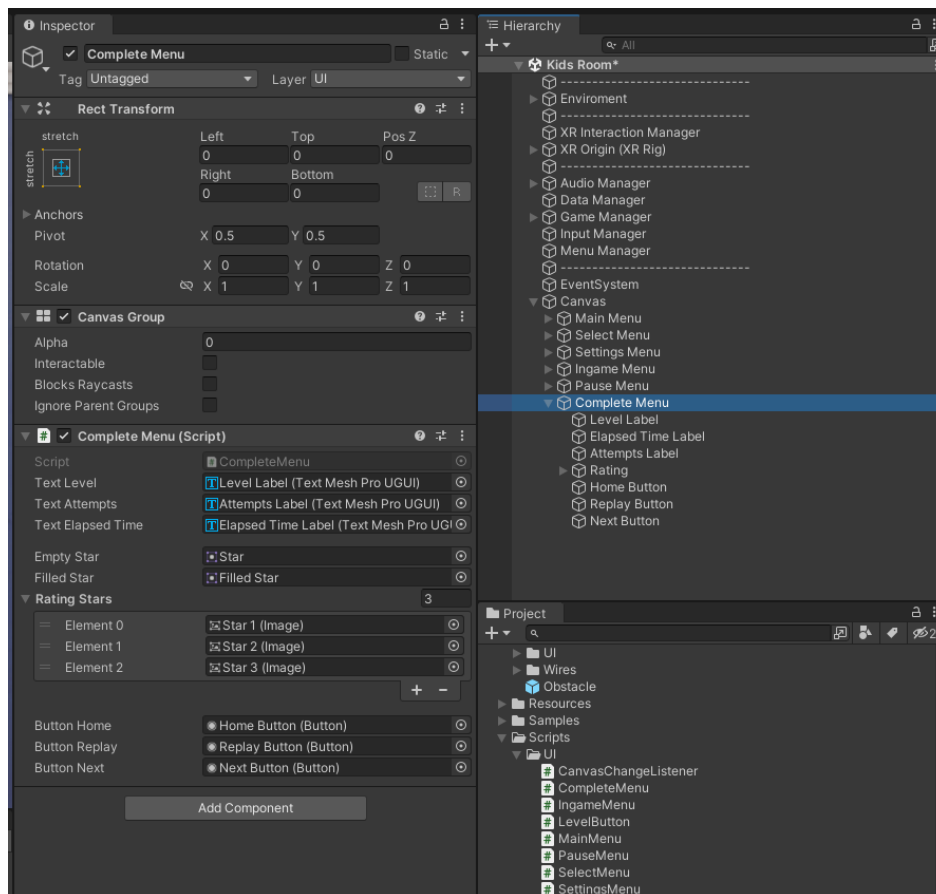 Inspector
Complete Menu
Static
Tag Untagged Layer UI
Rect Transform
stretch
stretch
Left Top Pos Z
0 0 0
Right Bottom
0 0 R
Anchors
Pivot X 0.5 Y 0.5
Rotation X 0 Y 0 Z 0
Scale X 1 Y 1 Z 1
Canvas Group
Alpha 0
Interactable
Blocks Raycasts
Ignore Parent Groups
# Complete Menu (Script)
Script CompleteMenu
Text Level Level Label (Text Mesh Pro UGUI)
Text Attempts Attempts Label (Text Mesh Pro UGUI)
Text Elapsed Time Elapsed Time Label (Text Mesh Pro UGI
Empty Star Star
Filled Star Filled Star
Rating Stars 3
Element 0 Star 1 (Image)
Element 1 Star 2 (Image)
Element 2 Star 3 (Image)
+ −
Button Home Home Button (Button)
Button Replay Replay Button (Button)
Button Next Next Button (Button)
Add Component
Hierarchy
+ All
Kids Room*
----------------------------
Enviroment
----------------------------
XR Interaction Manager
XR Origin (XR Rig)
----------------------------
Audio Manager
Data Manager
Game Manager
Input Manager
Menu Manager
----------------------------
EventSystem
Canvas
Main Menu
Select Menu
Settings Menu
Ingame Menu
Pause Menu
Complete Menu
Level Label
Elapsed Time Label
Attempts Label
Rating
Home Button
Replay Button
Next Button
Project
+ 2
UI
Wires
Obstacle
Resources
Samples
Scripts
UI
# CanvasChangeListener
# CompleteMenu
# IngameMenu
# LevelButton
# MainMenu
# PauseMenu
# SelectMenu
# SettingsMenu